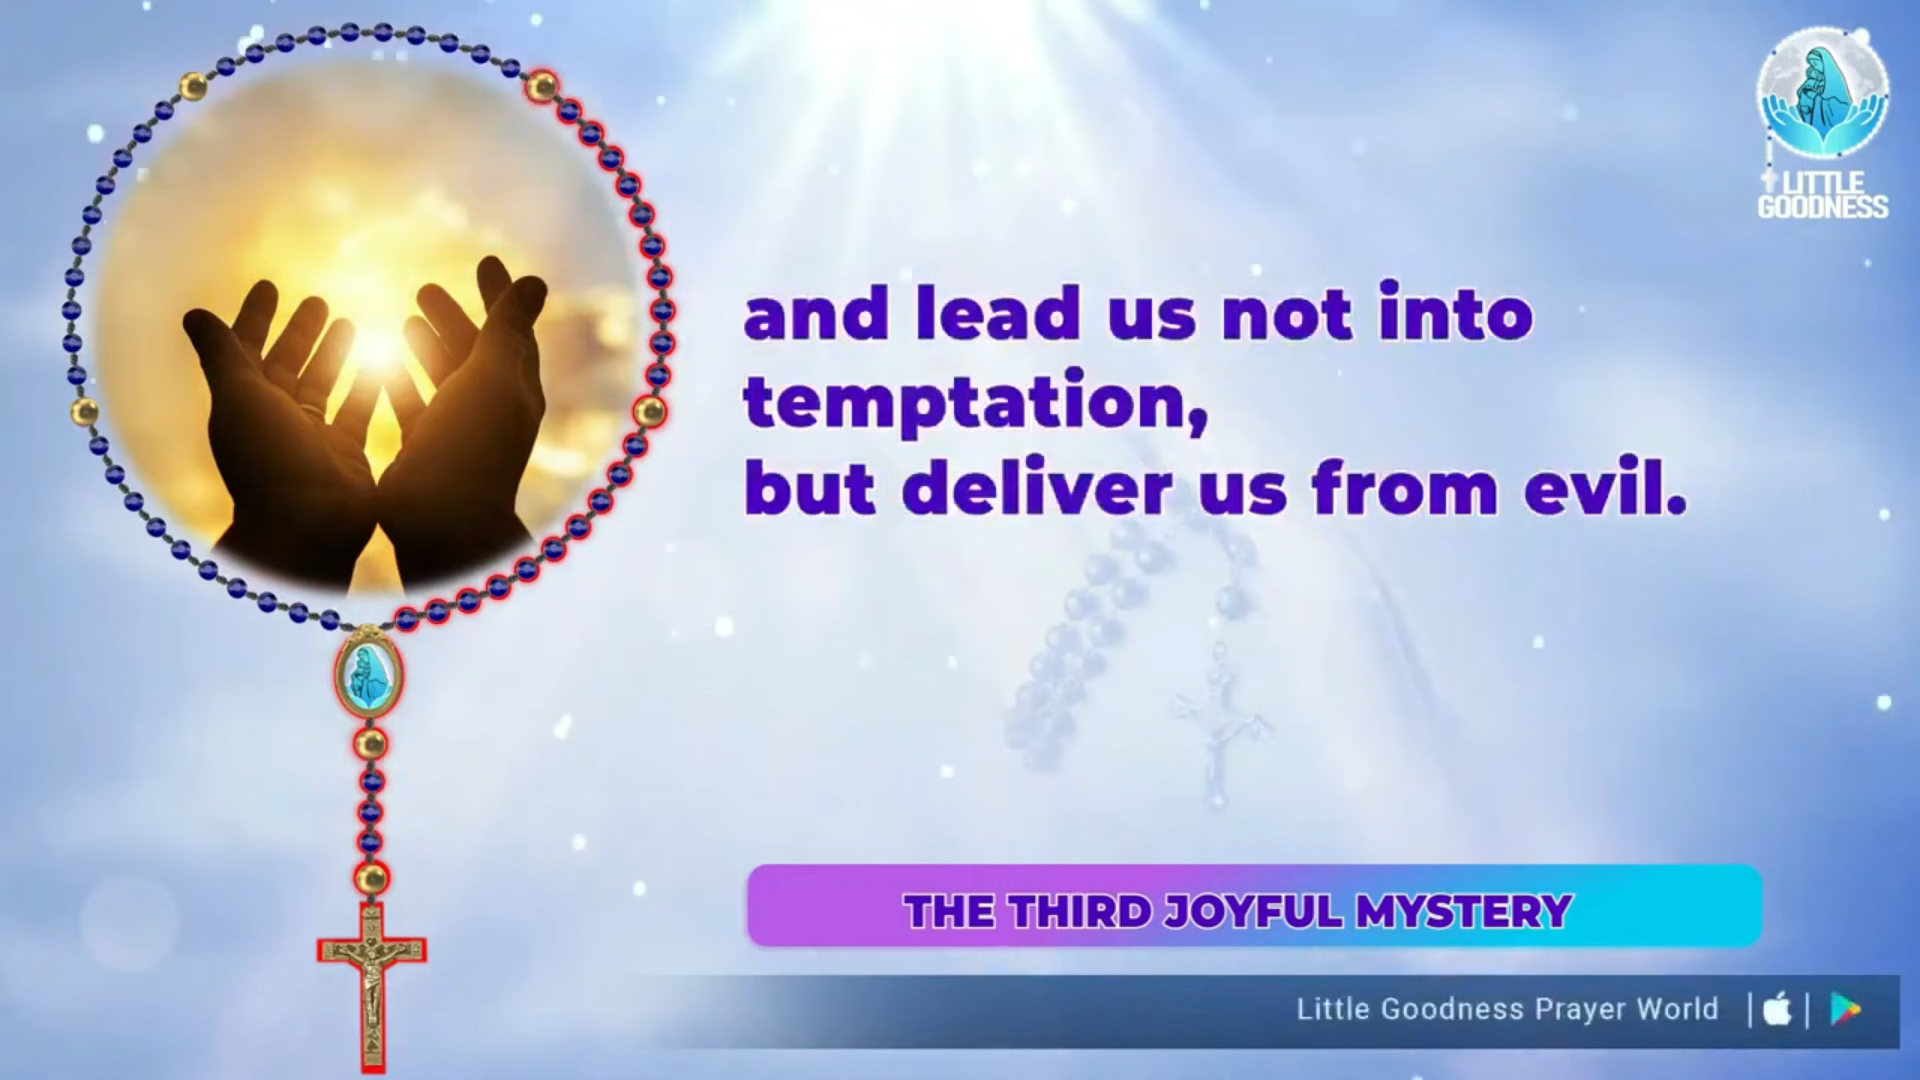 LITTLE
GOODNESS
and lead us not into
temptation,
but deliver us from evil.
THE THIRD JOYFUL MYSTERY
Little Goodness Prayer World